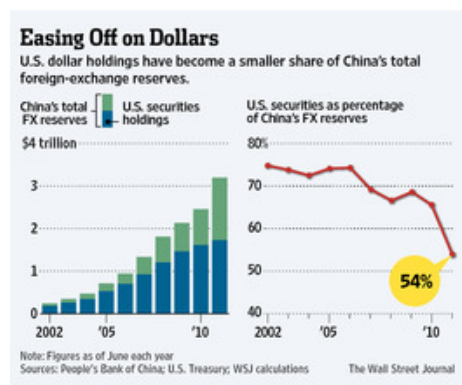 Easing Off on Dollars
U.S. dollar holdings have become a smaller share of China's total
foreign-exchange reserves.
China's total
FX reserves
U.S. securities
holdings
$4 trillion
3
2
1
0
2002
'05
'10
U.S. securities as percentage
of China's FX reserves
80%
70
60
50
40
54%
2002
'05
'10
Note: Figures as of June each year
Sources: People's Bank of China; U.S. Treasury; WSJ calculations
The Wall Street Journal